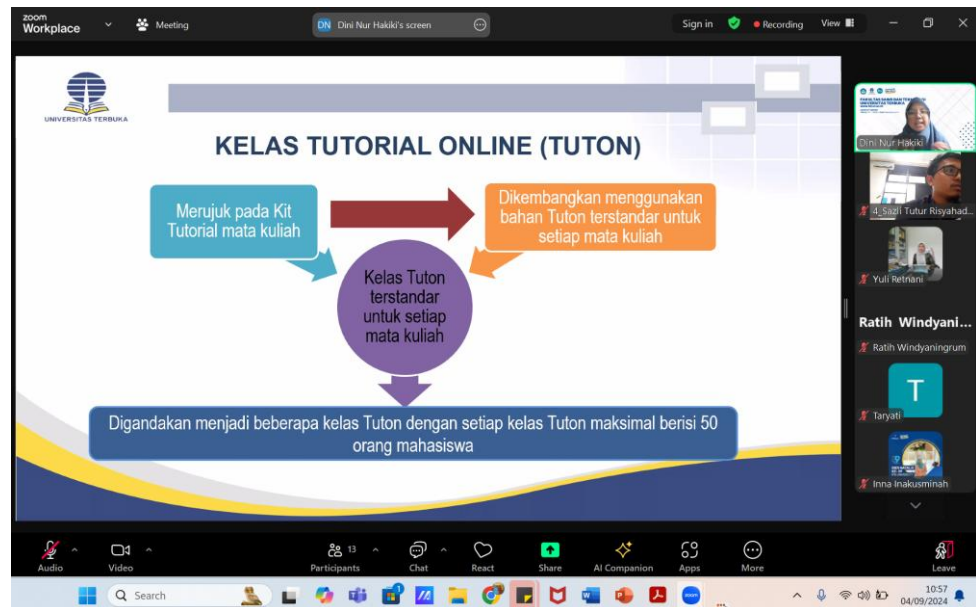 zoom
Workplace
Meeting
DN Dini Nur Hakiki's screen
Sign in
Recording
View
UNIVERSITAS TERBUKA
KELAS TUTORIAL ONLINE (TUTON)
Merujuk pada Kit
Tutorial mata kuliah
Dikembangkan menggunakan
bahan Tuton terstandar untuk
setiap mata kuliah
Kelas Tuton
terstandar
untuk setiap
mata kuliah
Digandakan menjadi beberapa kelas Tuton dengan setiap kelas Tuton maksimal berisi 50
orang mahasiswa
Dini Nur Hakiki
4_Sazli Tutur Risyahad...
Yuli Retnani
Ratih Windyani...
Ratih Windyaningrum
T
Taryati
Inna Inakusminah
Audio
Video
13
Participants
Chat
React
Share
AI Companion
Apps
More
Leave
Search
zoom
10:57
04/09/2024